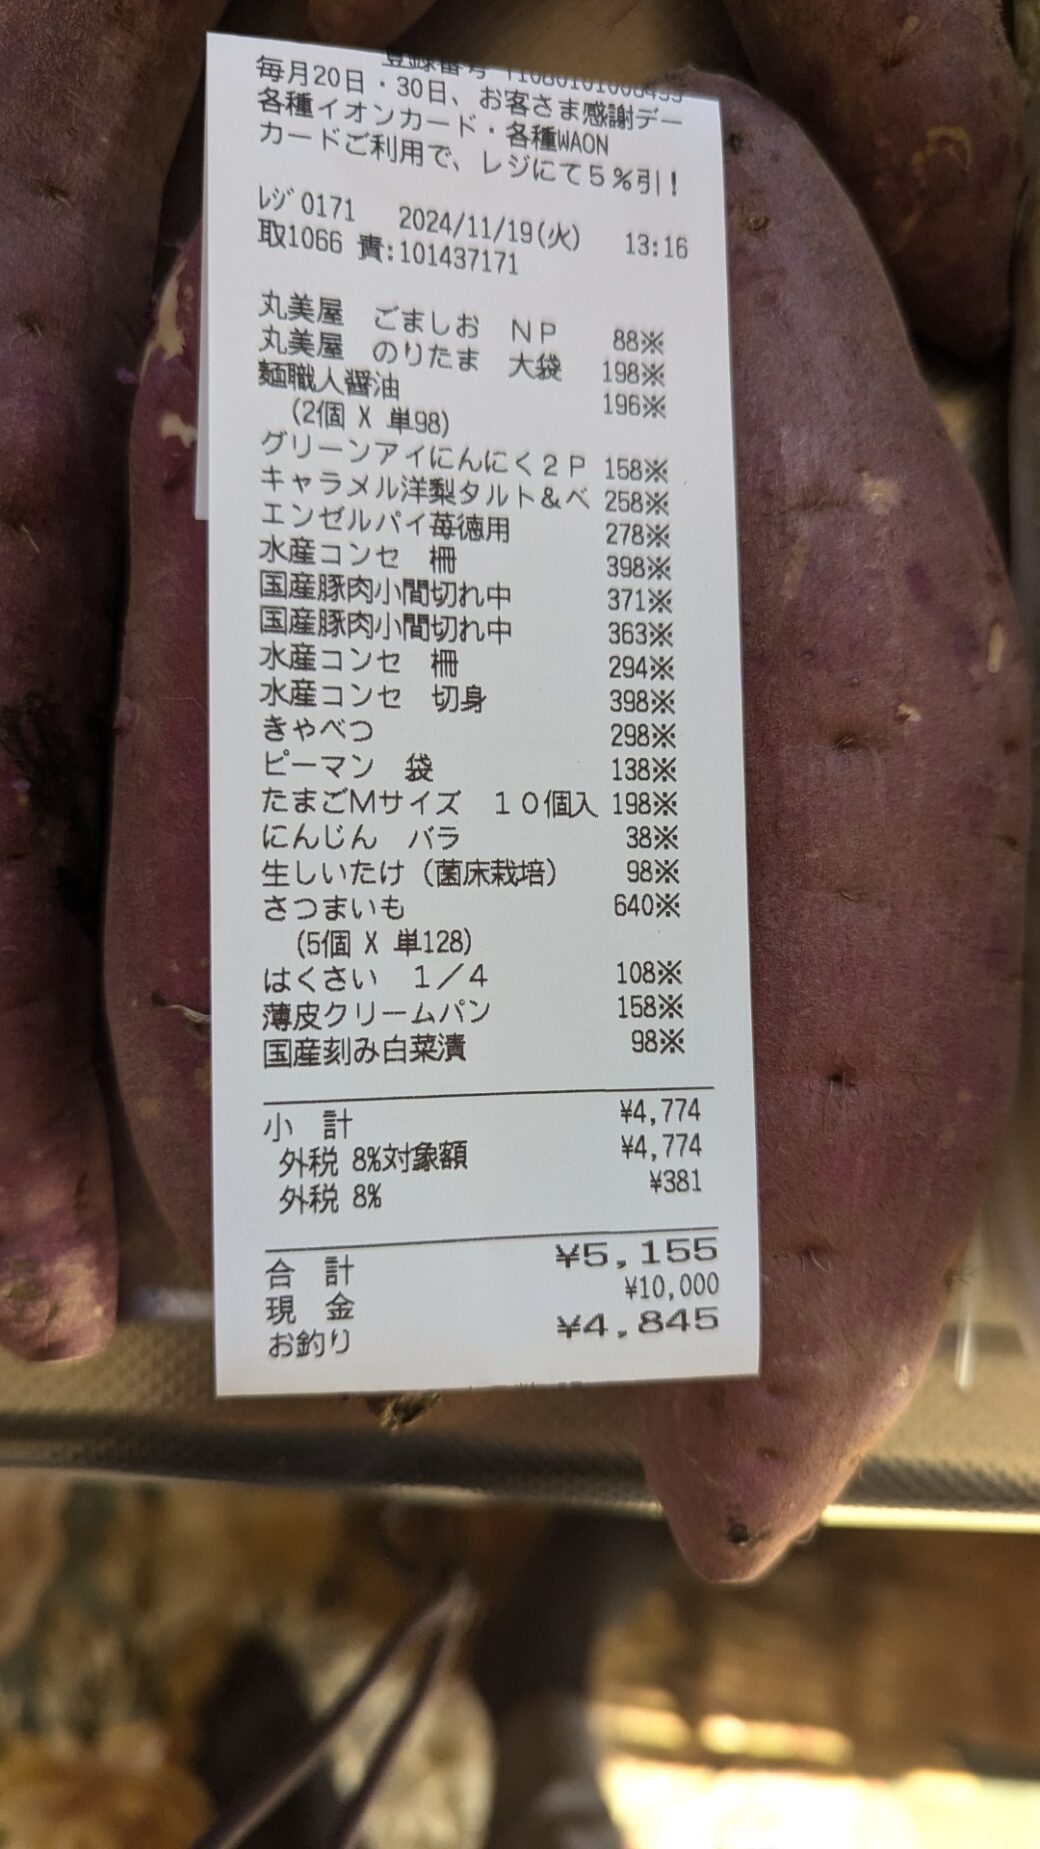 毎月20日・30日、お客さま感謝デー
各種イオンカード・各種WAON
カードご利用で、レジにて5%引!
レジ0171 2024/11/19(火) 13:16
取1066 責:101437171
丸美屋 ごましお NP 88※
丸美屋 のりたま 大袋 198※
麺職人醤油 196※
(2個 X 単98)
グリーンアイにんにく2P 158※
キャラメル洋梨タルト&ベ 258※
エンゼルパイ苺徳用 278※
水産コンセ 柵 398※
国産豚肉小間切れ中 371※
国産豚肉小間切れ中 363※
水産コンセ 柵 294※
水産コンセ 切身 398※
きゃべつ 298※
ピーマン 袋 138※
たまごMサイズ 10個入 198※
にんじん バラ 38※
生しいたけ(菌床栽培) 98※
さつまいも 640※
(5個 X 単128)
はくさい 1/4 108※
薄皮クリームパン 158※
国産刻み白菜漬 98※
小計 ¥4,774
外税 8%対象額 ¥4,774
外税 8% ¥381
合計 ¥5,155
現金 ¥10,000
お釣り ¥4,845